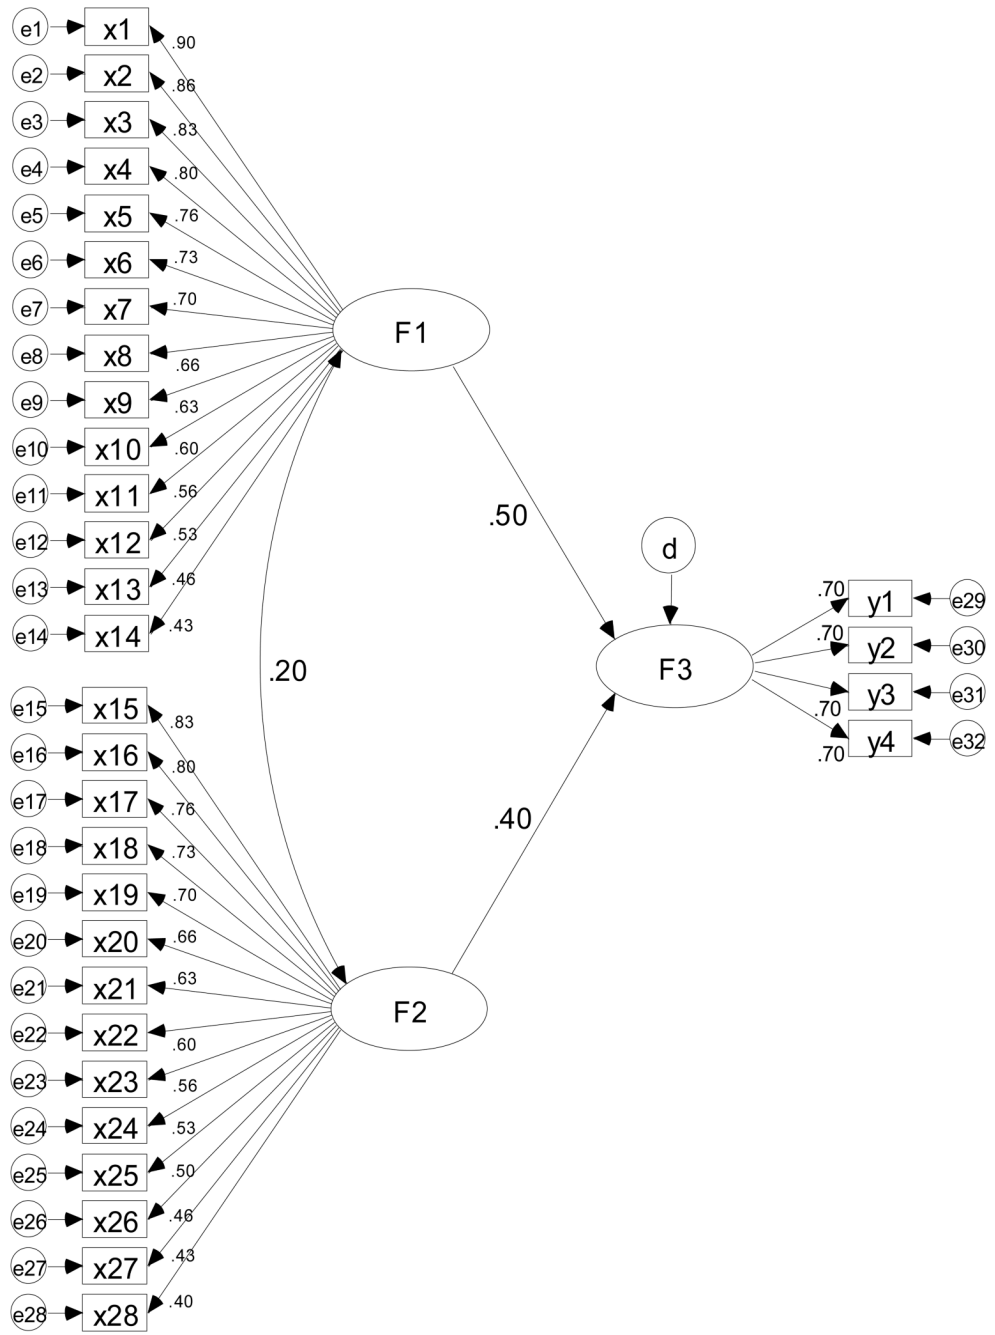 e1 x1 .90
e2 x2 .86
e3 x3 .83
e4 x4 .80
e5 x5 .76
e6 x6 .73
e7 x7 .70
e8 x8 .66
e9 x9 .63
e10 x10 .60
e11 x11 .56
e12 x12 .53
e13 x13 .46
e14 x14 .43
F1
.50
.20
d
F3
.70 y1 e29
.70 y2 e30
.70 y3 e31
.70 y4 e32
.40
e15 x15 .83
e16 x16 .80
e17 x17 .76
e18 x18 .73
e19 x19 .70
e20 x20 .66
e21 x21 .63
e22 x22 .60
e23 x23 .56
e24 x24 .53
e25 x25 .50
e26 x26 .46
e27 x27 .43
e28 x28 .40
F2